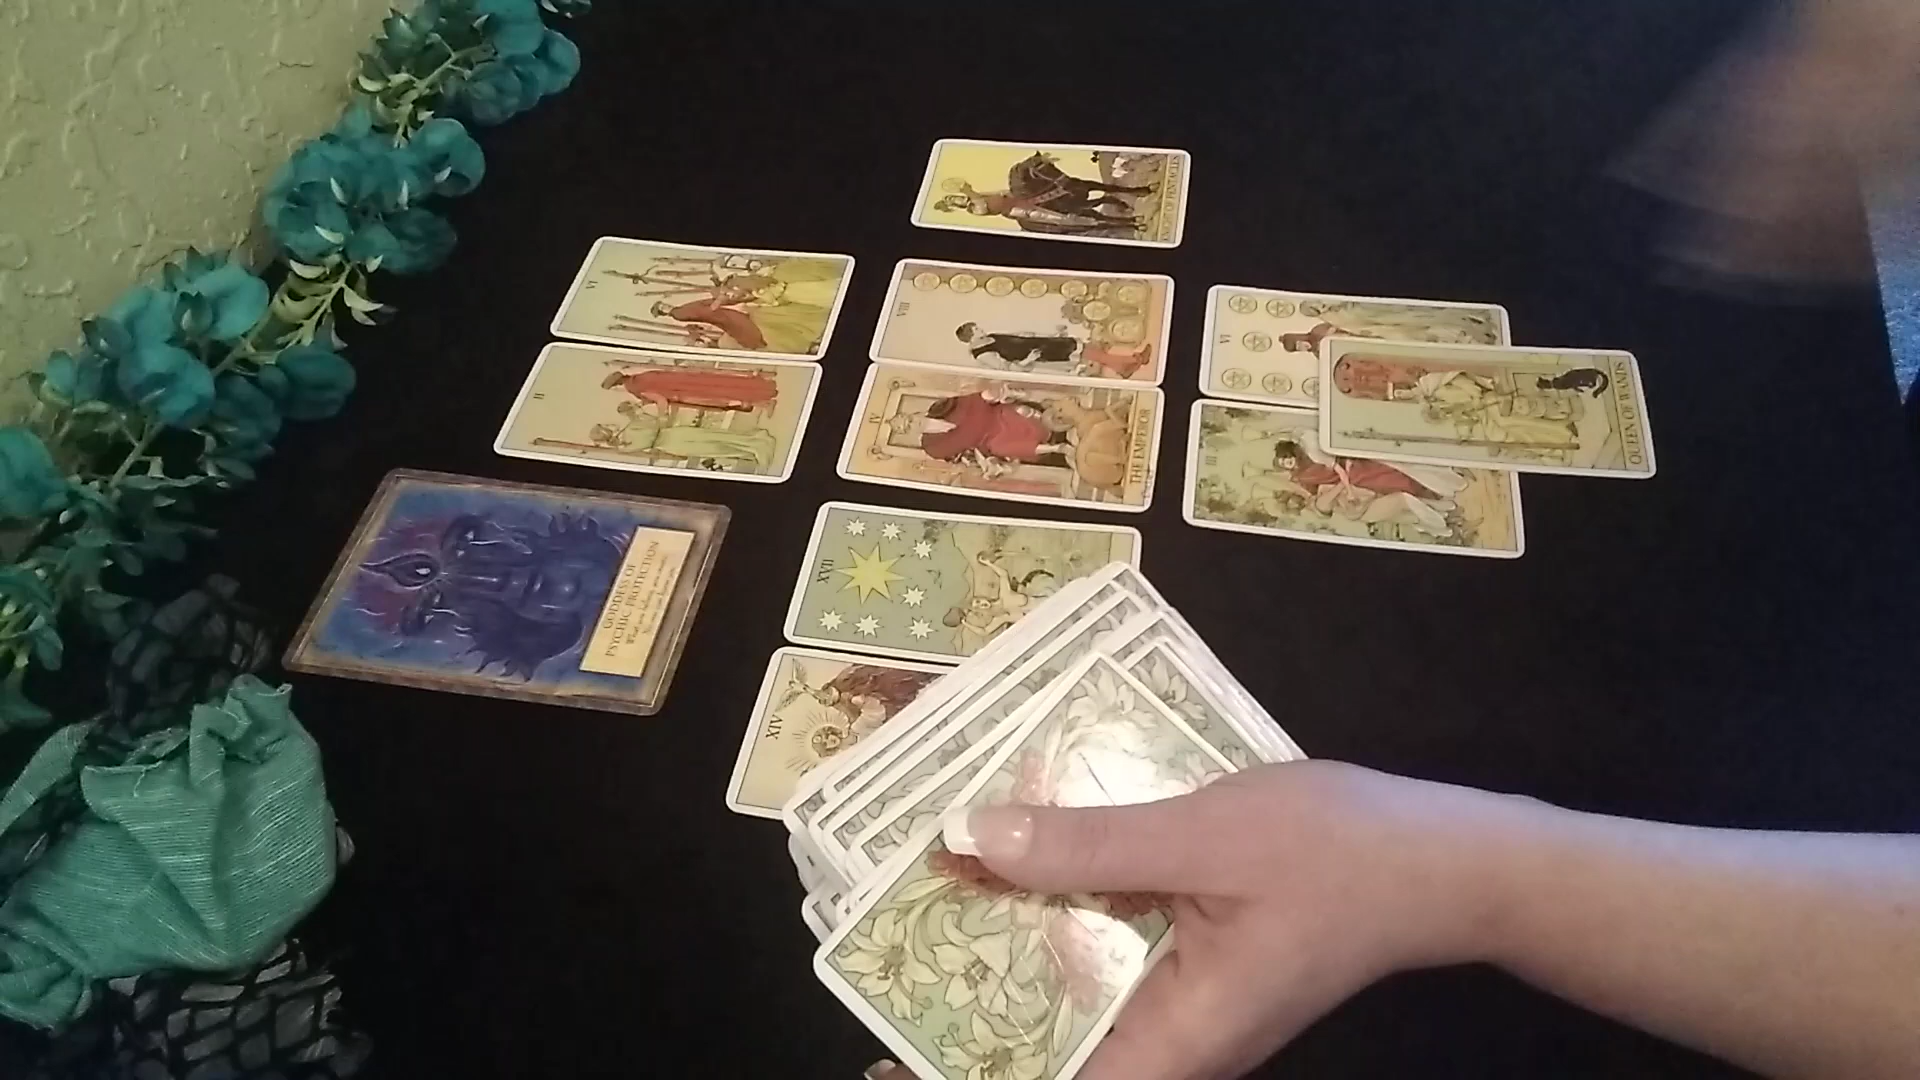 KNIGHT OF PENTACLES
VI
VIII
VI
II
IV
THE EMPEROR
III
QUEEN OF WANDS
GODDESS OF
PSYCHIC PROTECTION
XVII
XIV